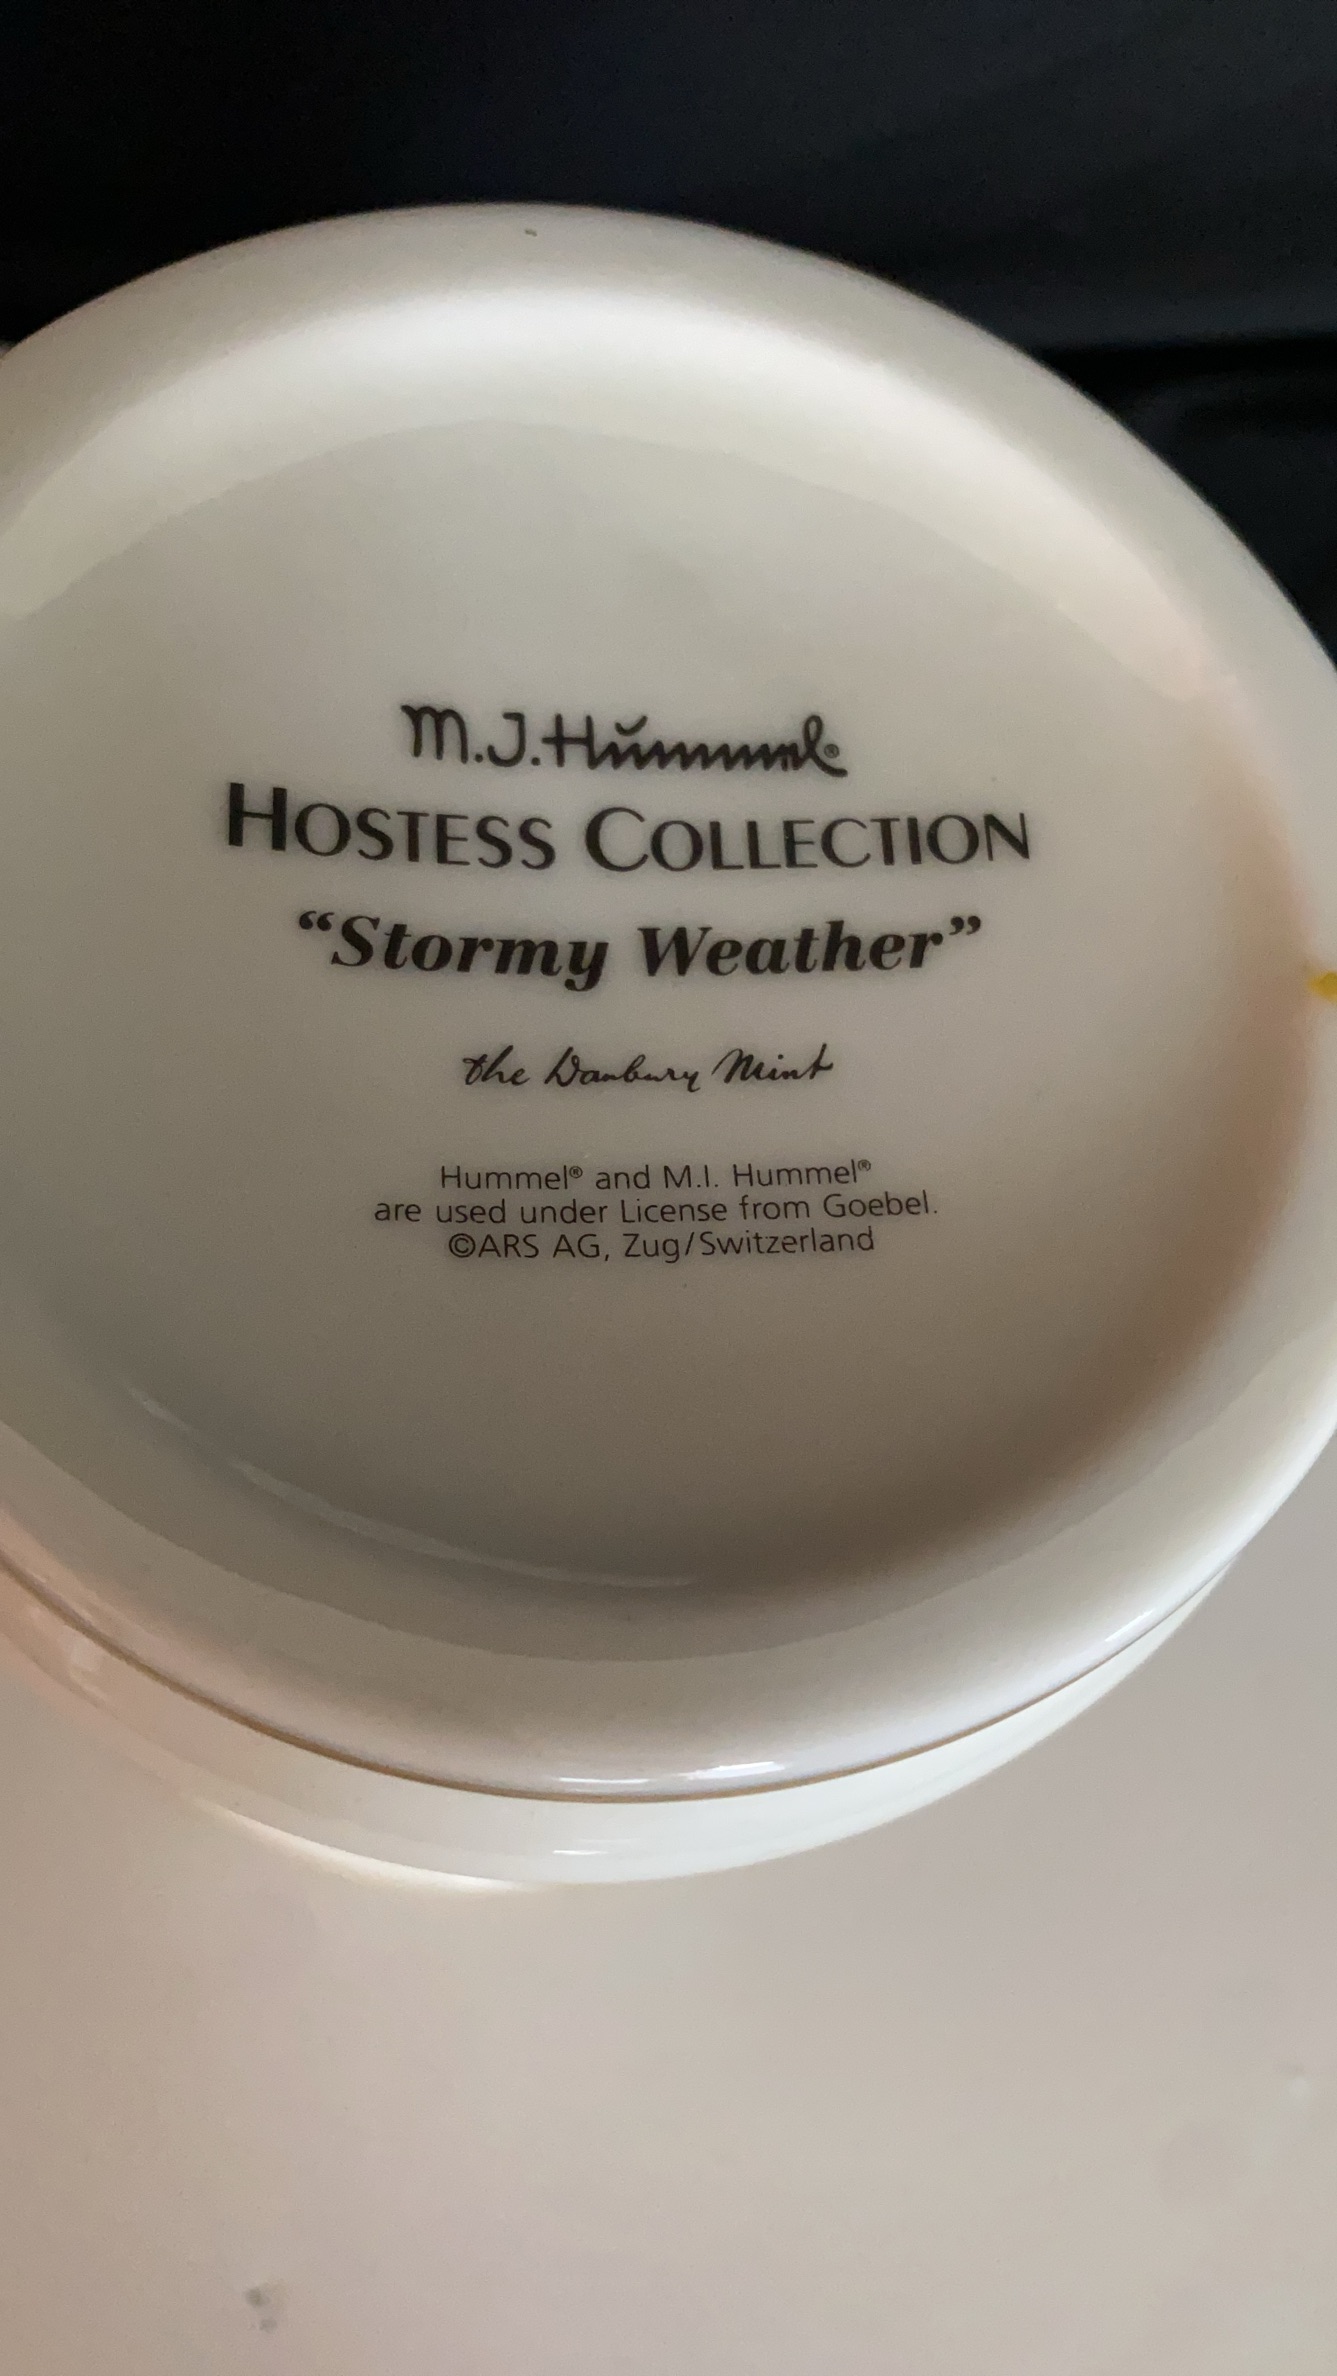 M.J.Hummel®
HOSTESS COLLECTION
“Stormy Weather”
the Danbury Mint
Hummel® and M.I. Hummel®
are used under License from Goebel.
©ARS AG, Zug/Switzerland